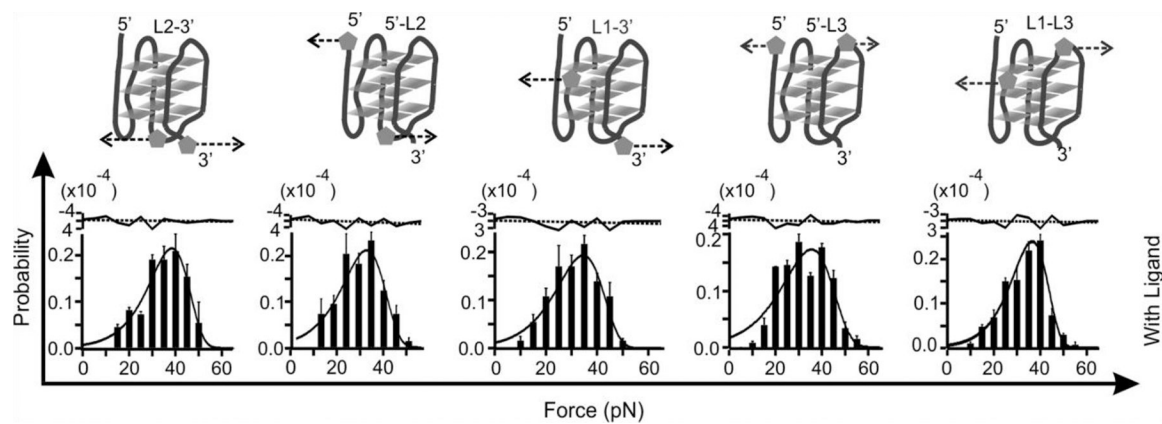 5' L2-3'
3'
5' 5'-L2
3'
5' L1-3'
3'
5' 5'-L3
3'
5' L1-L3
3'
Probability
(x10⁻⁴)
-4
4
0.2
0.1
0.0
0 20 40 60
(x10⁻⁴)
-4
4
0.2
0.1
0.0
0 20 40
(x10⁻⁴)
-3
3
0.2
0.1
0.0
0 20 40 60
(x10⁻⁴)
-4
4
0.2
0.1
0.0
0 20 40 60
(x10⁻⁴)
-3
3
0.2
0.1
0.0
0 20 40 60
With Ligand
Force (pN)